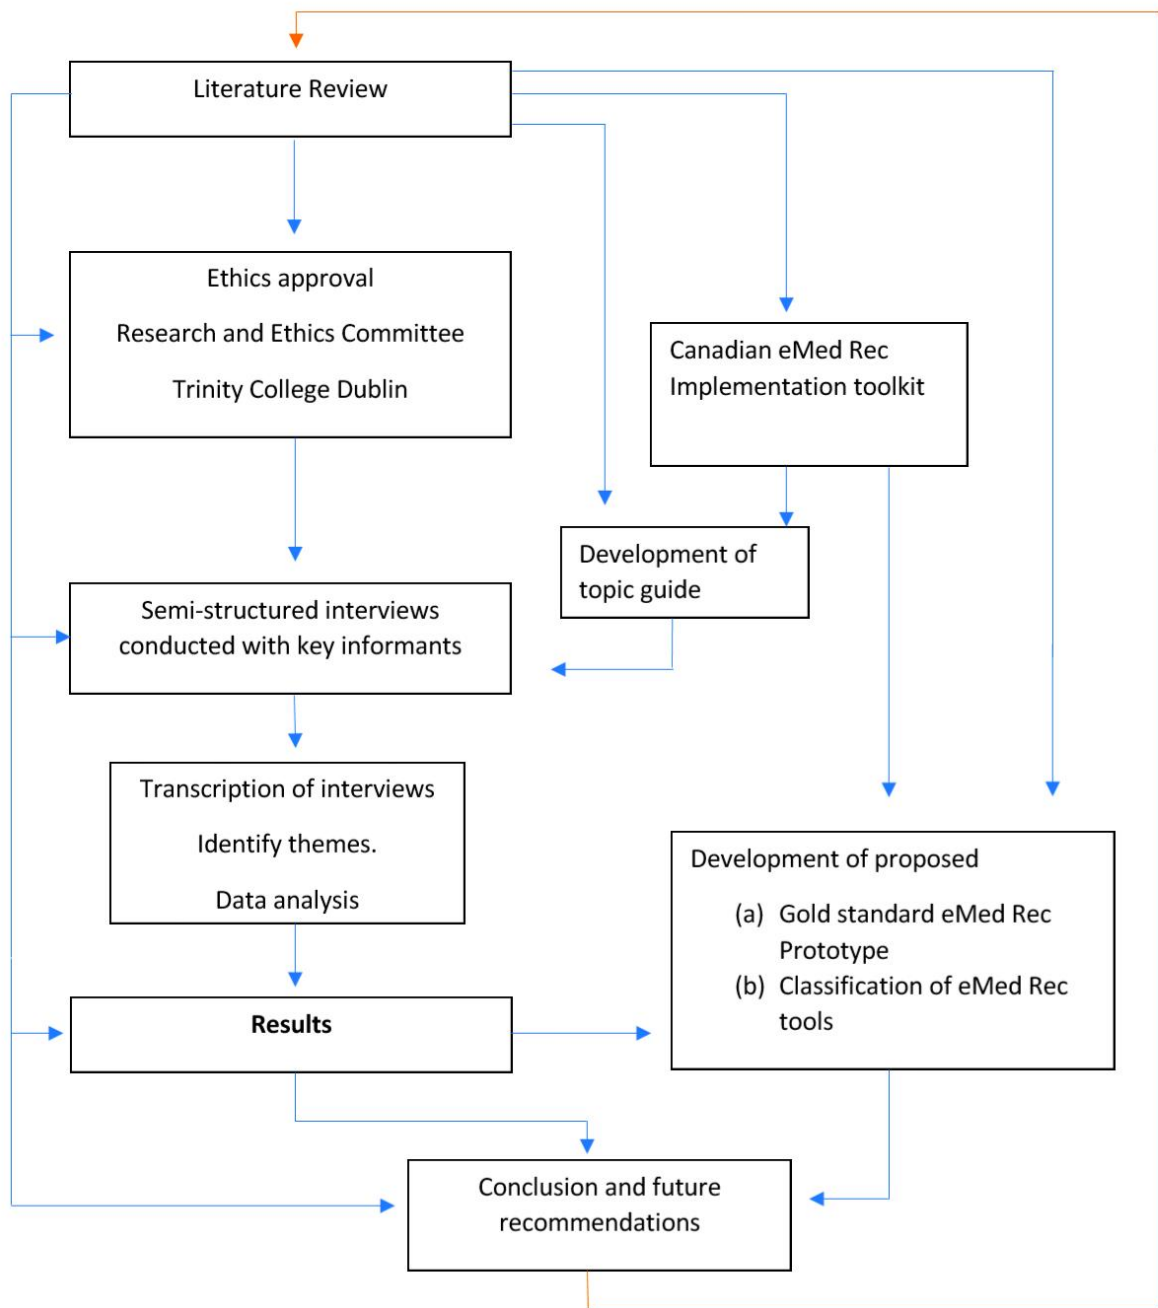 Literature Review
Ethics approval
Research and Ethics Committee
Trinity College Dublin
Canadian eMed Rec
Implementation toolkit
Development of
topic guide
Semi-structured interviews
conducted with key informants
Transcription of interviews
Identify themes.
Data analysis
Development of proposed
(a) Gold standard eMed Rec
Prototype
(b) Classification of eMed Rec
tools
Results
Conclusion and future
recommendations